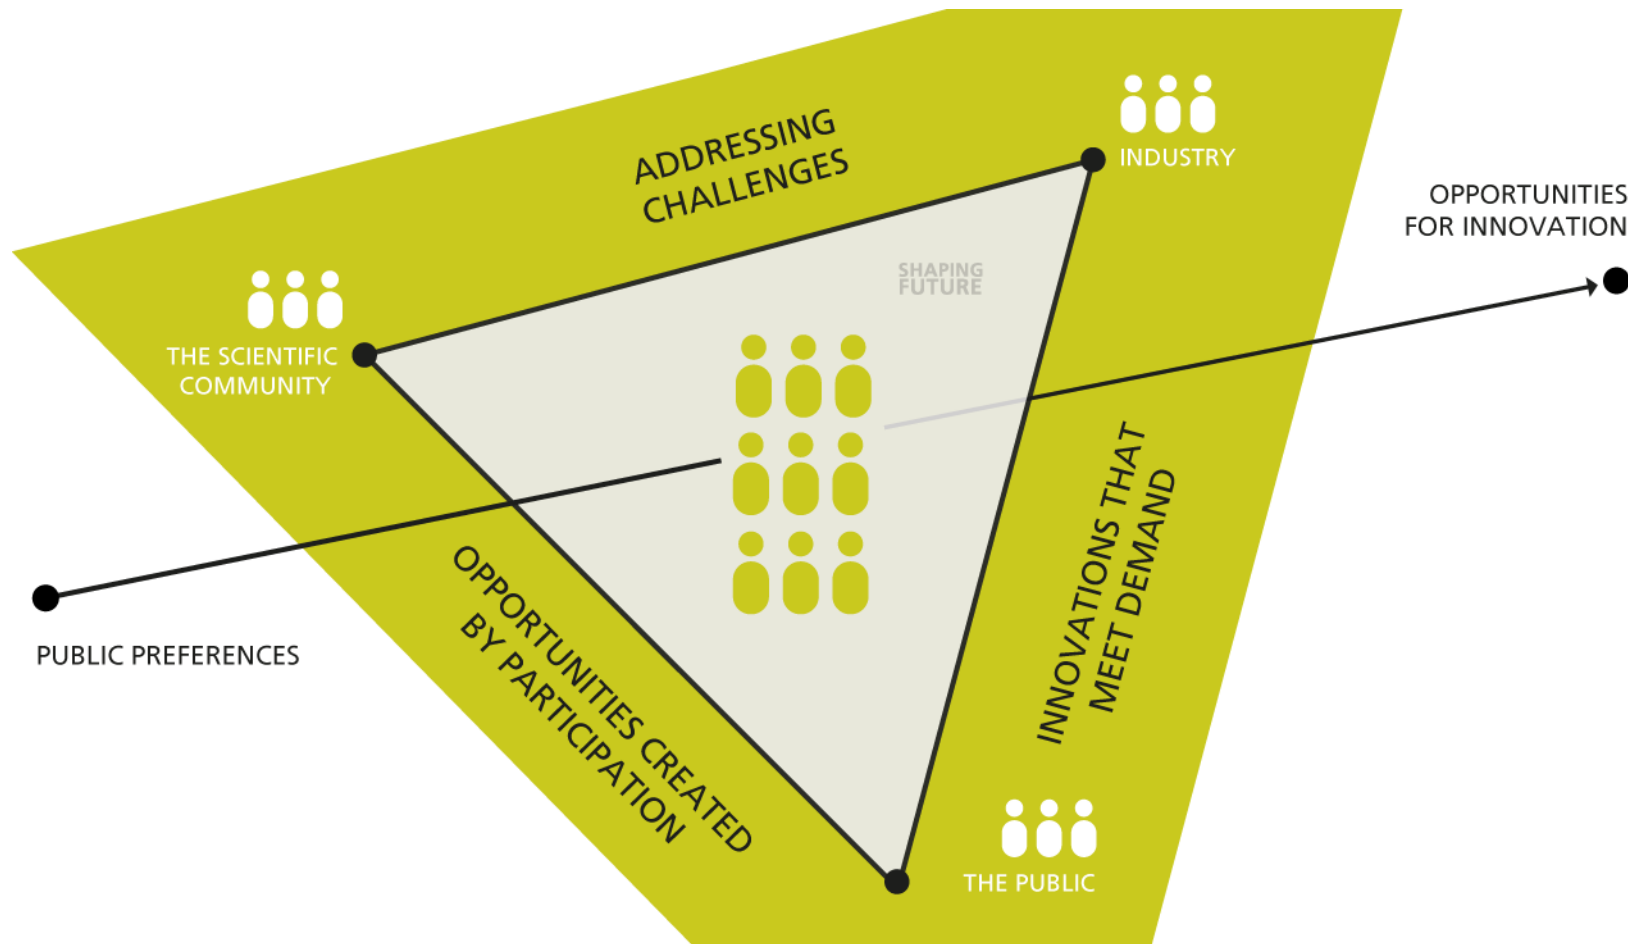 ADDRESSING
CHALLENGES
INDUSTRY
OPPORTUNITIES
FOR INNOVATION
SHAPING
FUTURE
THE SCIENTIFIC
COMMUNITY
INNOVATIONS THAT
MEET DEMAND
OPPORTUNITIES CREATED
BY PARTICIPATION
PUBLIC PREFERENCES
THE PUBLIC